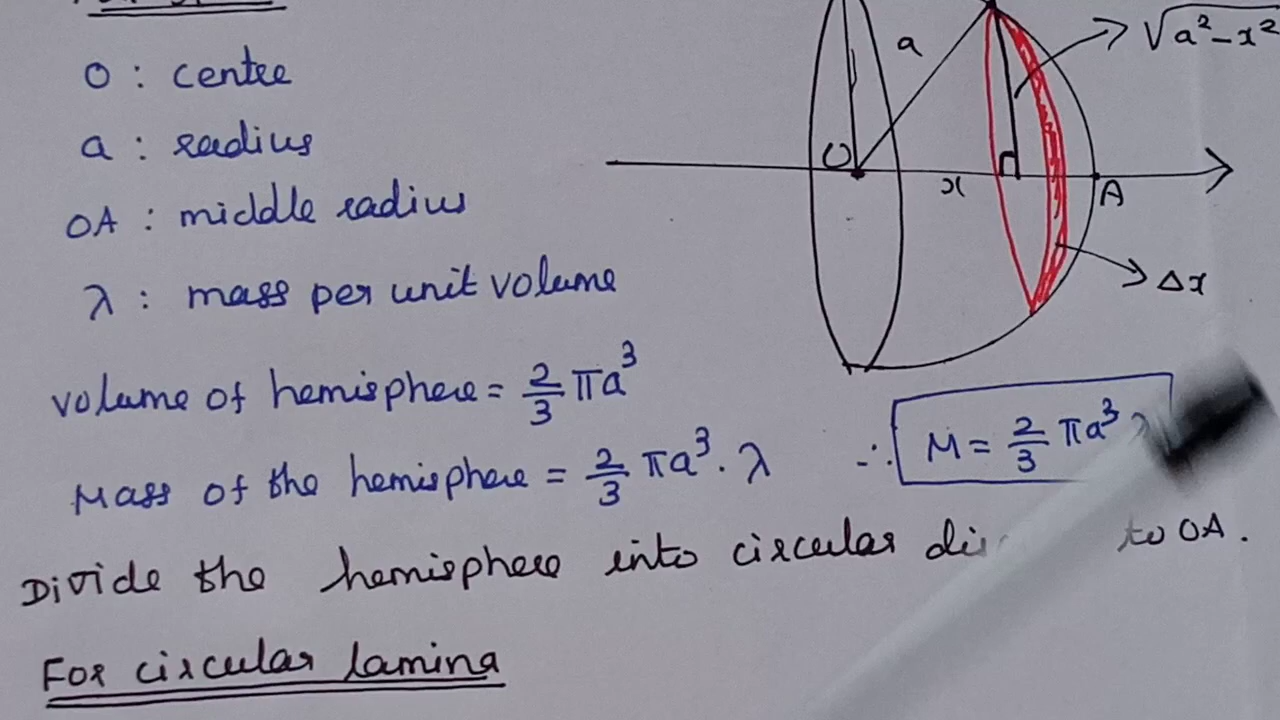 O : centre
a : radius
OA : middle radius
λ : mass per unit volume
volume of hemisphere = 2/3 πa³
Mass of the hemisphere = 2/3 πa³ . λ
∴ M = 2/3 πa³ λ
Divide the hemisphere into circular to OA.
For circular lamina
a
√a²-x²
O
x
A
Δx